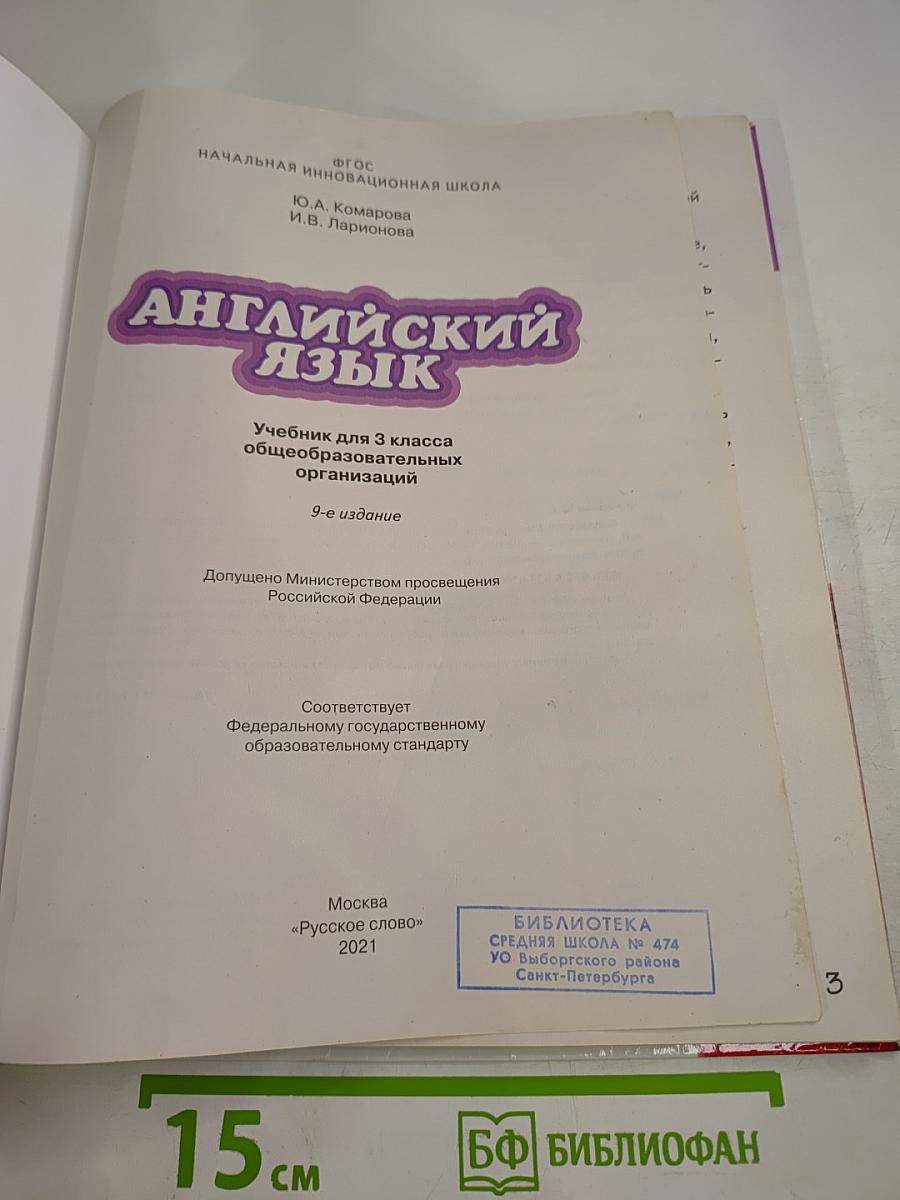 ФГОС
НАЧАЛЬНАЯ ИННОВАЦИОННАЯ ШКОЛА
Ю.А. Комарова
И.В. Ларионова
АНГЛИЙСКИЙ
ЯЗЫК
Учебник для 3 класса
общеобразовательных
организаций
9-е издание
Допущено Министерством просвещения
Российской Федерации
Соответствует
Федеральному государственному
образовательному стандарту
Москва
«Русское слово»
2021
БИБЛИОТЕКА
СРЕДНЯЯ ШКОЛА № 474
УО Выборгского района
Санкт-Петербурга
3
15 см
БФ БИБЛИОФАН